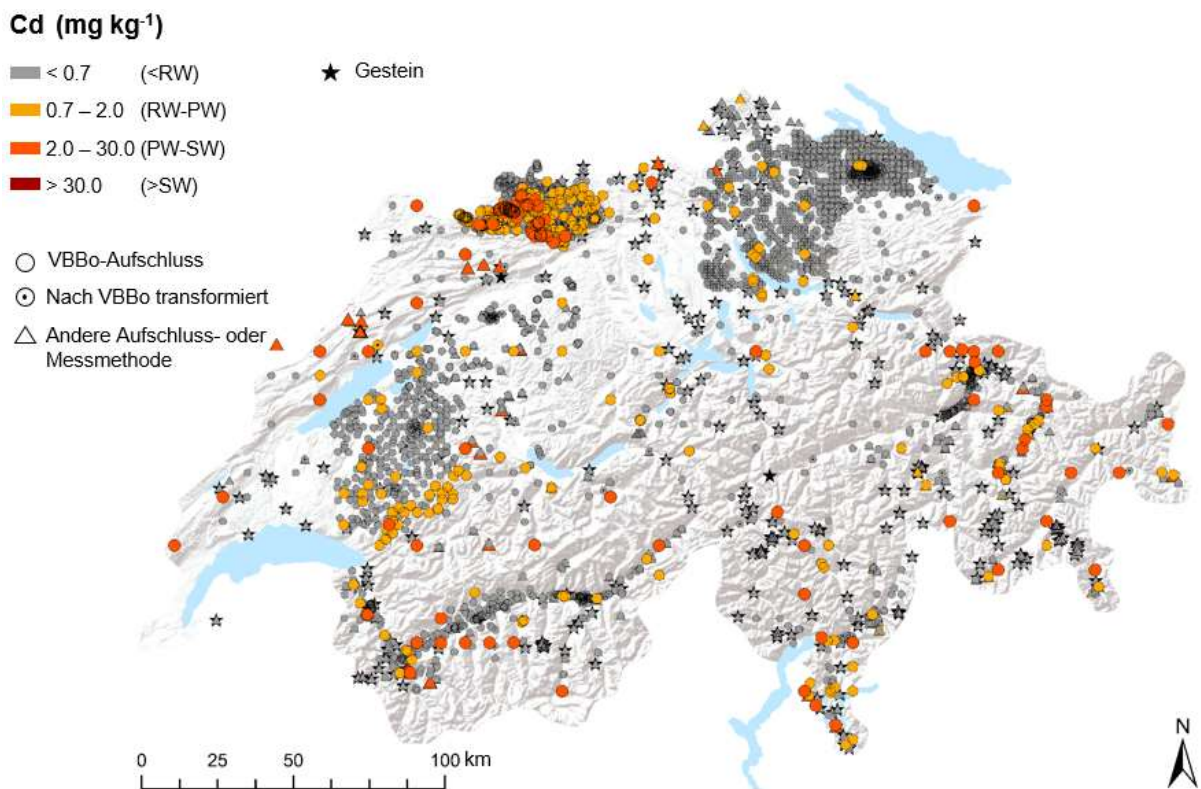 Cd (mg kg⁻¹)
< 0.7 (<RW)
0.7 – 2.0 (RW-PW)
2.0 – 30.0 (PW-SW)
> 30.0 (>SW)
Gestein
VBBo-Aufschluss
Nach VBBo transformiert
Andere Aufschluss- oder
Messmethode
0 25 50 100 km
N